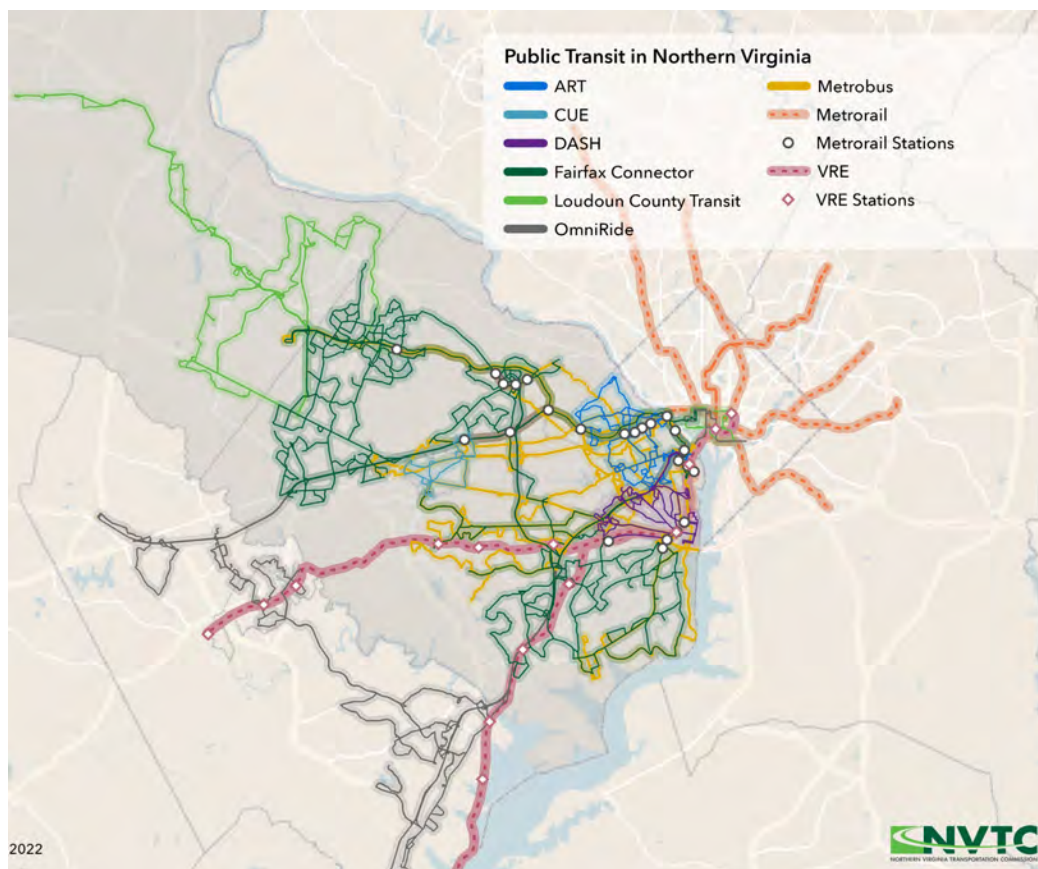 Public Transit in Northern Virginia
ART
CUE
DASH
Fairfax Connector
Loudoun County Transit
OmniRide
Metrobus
Metrorail
Metrorail Stations
VRE
VRE Stations
2022
NVTC
NORTHERN VIRGINIA TRANSPORTATION COMMISSION